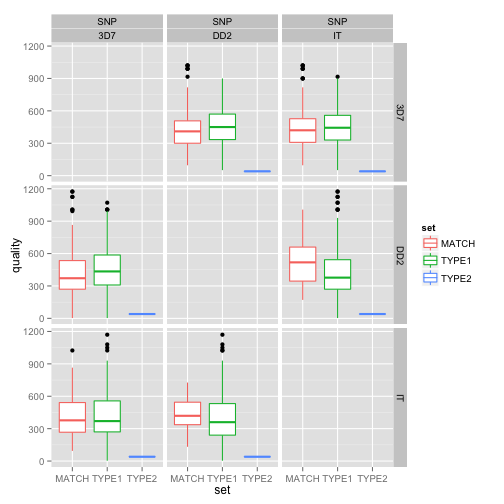 SNP SNP SNP
3D7 DD2 IT
1200
900
600
300
0
3D7
1200
900
600
300
0
DD2
1200
900
600
300
0
IT
quality
MATCH TYPE1 TYPE2 MATCH TYPE1 TYPE2 MATCH TYPE1 TYPE2
set
set
MATCH
TYPE1
TYPE2